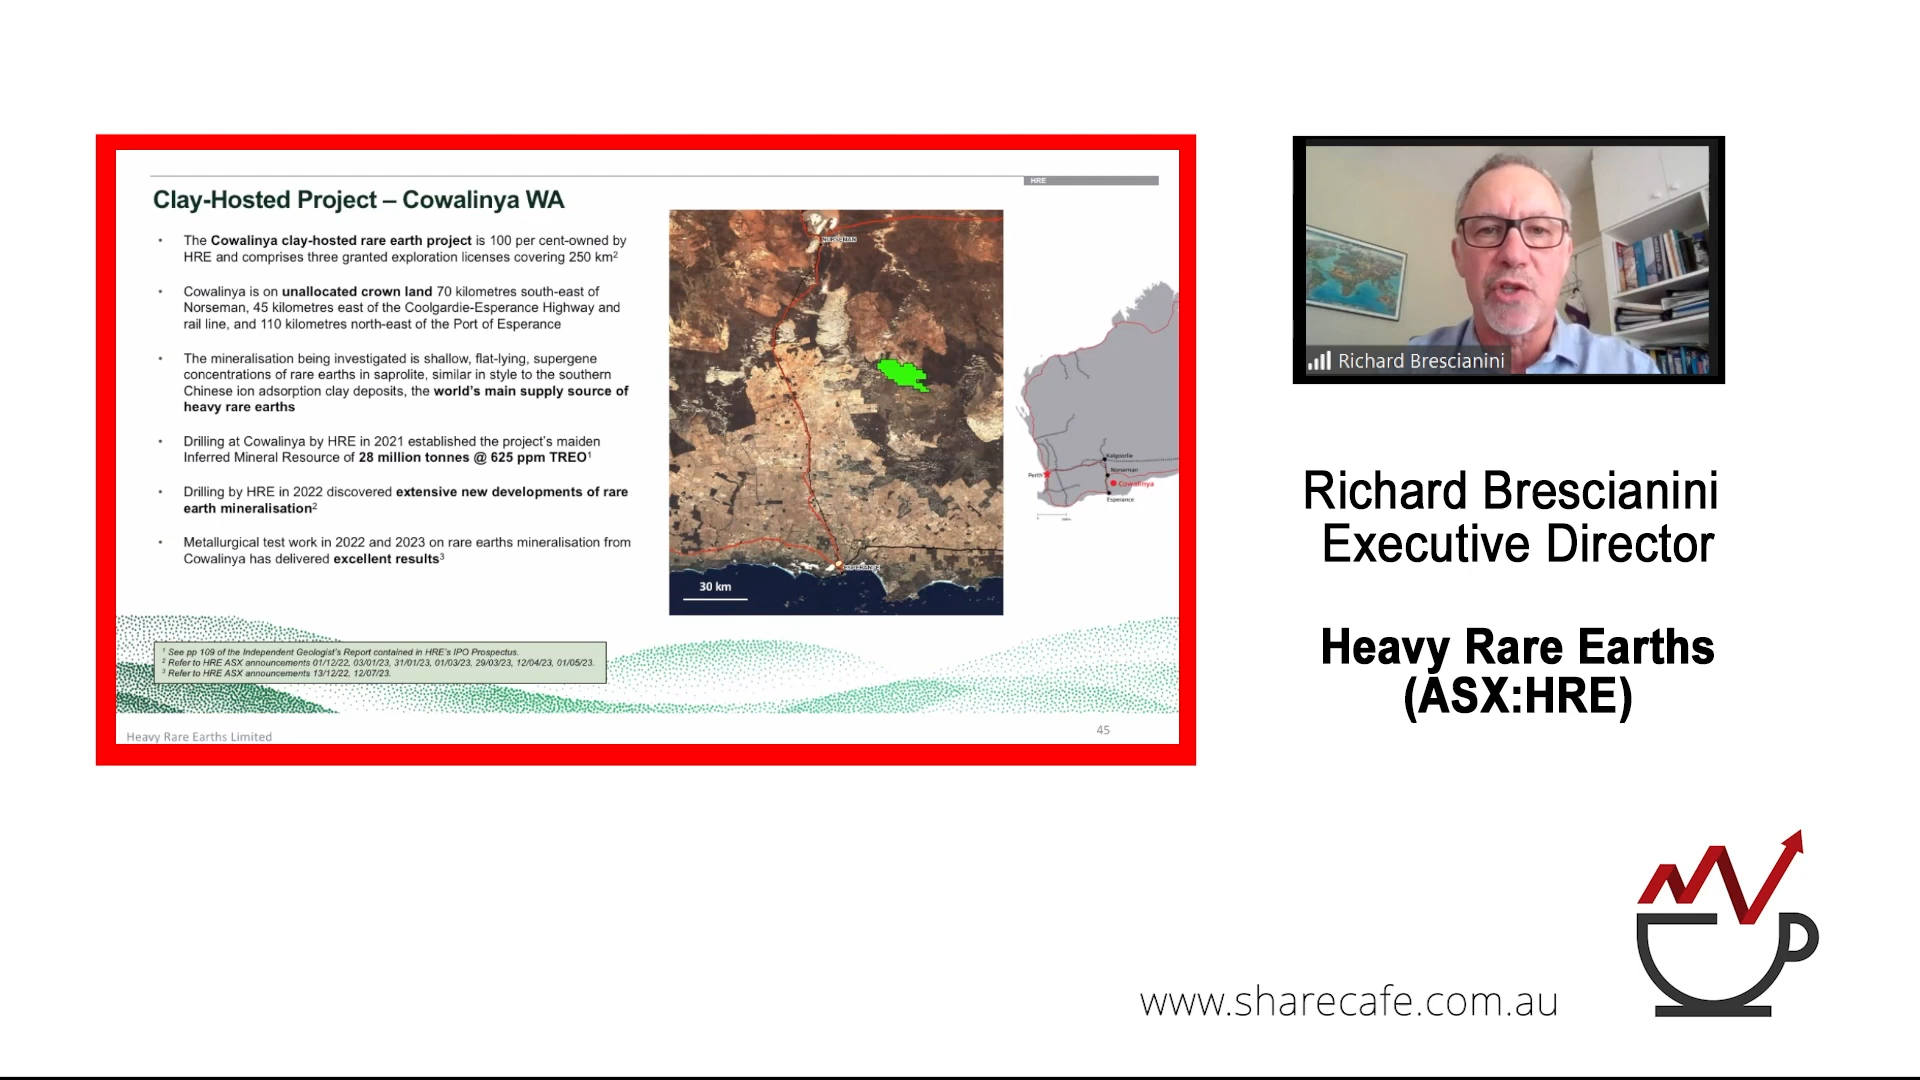 HRE
Clay-Hosted Project – Cowalinya WA
• The Cowalinya clay-hosted rare earth project is 100 per cent-owned by
HRE and comprises three granted exploration licenses covering 250 km²
• Cowalinya is on unallocated crown land 70 kilometres south-east of
Norseman, 45 kilometres east of the Coolgardie-Esperance Highway and
rail line, and 110 kilometres north-east of the Port of Esperance
• The mineralisation being investigated is shallow, flat-lying, supergene
concentrations of rare earths in saprolite, similar in style to the southern
Chinese ion adsorption clay deposits, the world's main supply source of
heavy rare earths
• Drilling at Cowalinya by HRE in 2021 established the project's maiden
Inferred Mineral Resource of 28 million tonnes @ 625 ppm TREO¹
• Drilling by HRE in 2022 discovered extensive new developments of rare
earth mineralisation²
• Metallurgical test work in 2022 and 2023 on rare earths mineralisation from
Cowalinya has delivered excellent results³
NORSEMAN
ESPERANCE
30 km
Kalgoorlie
Norseman
Perth
Cowalinya
Esperance
¹ See pp 109 of the Independent Geologist's Report contained in HRE's IPO Prospectus.
² Refer to HRE ASX announcements 01/12/22, 03/01/23, 31/01/23, 01/03/23, 29/03/23, 12/04/23, 01/05/23.
³ Refer to HRE ASX announcements 13/12/22, 12/07/23.
Heavy Rare Earths Limited
45
Richard Brescianini
Richard Brescianini
Executive Director
Heavy Rare Earths
(ASX:HRE)
www.sharecafe.com.au